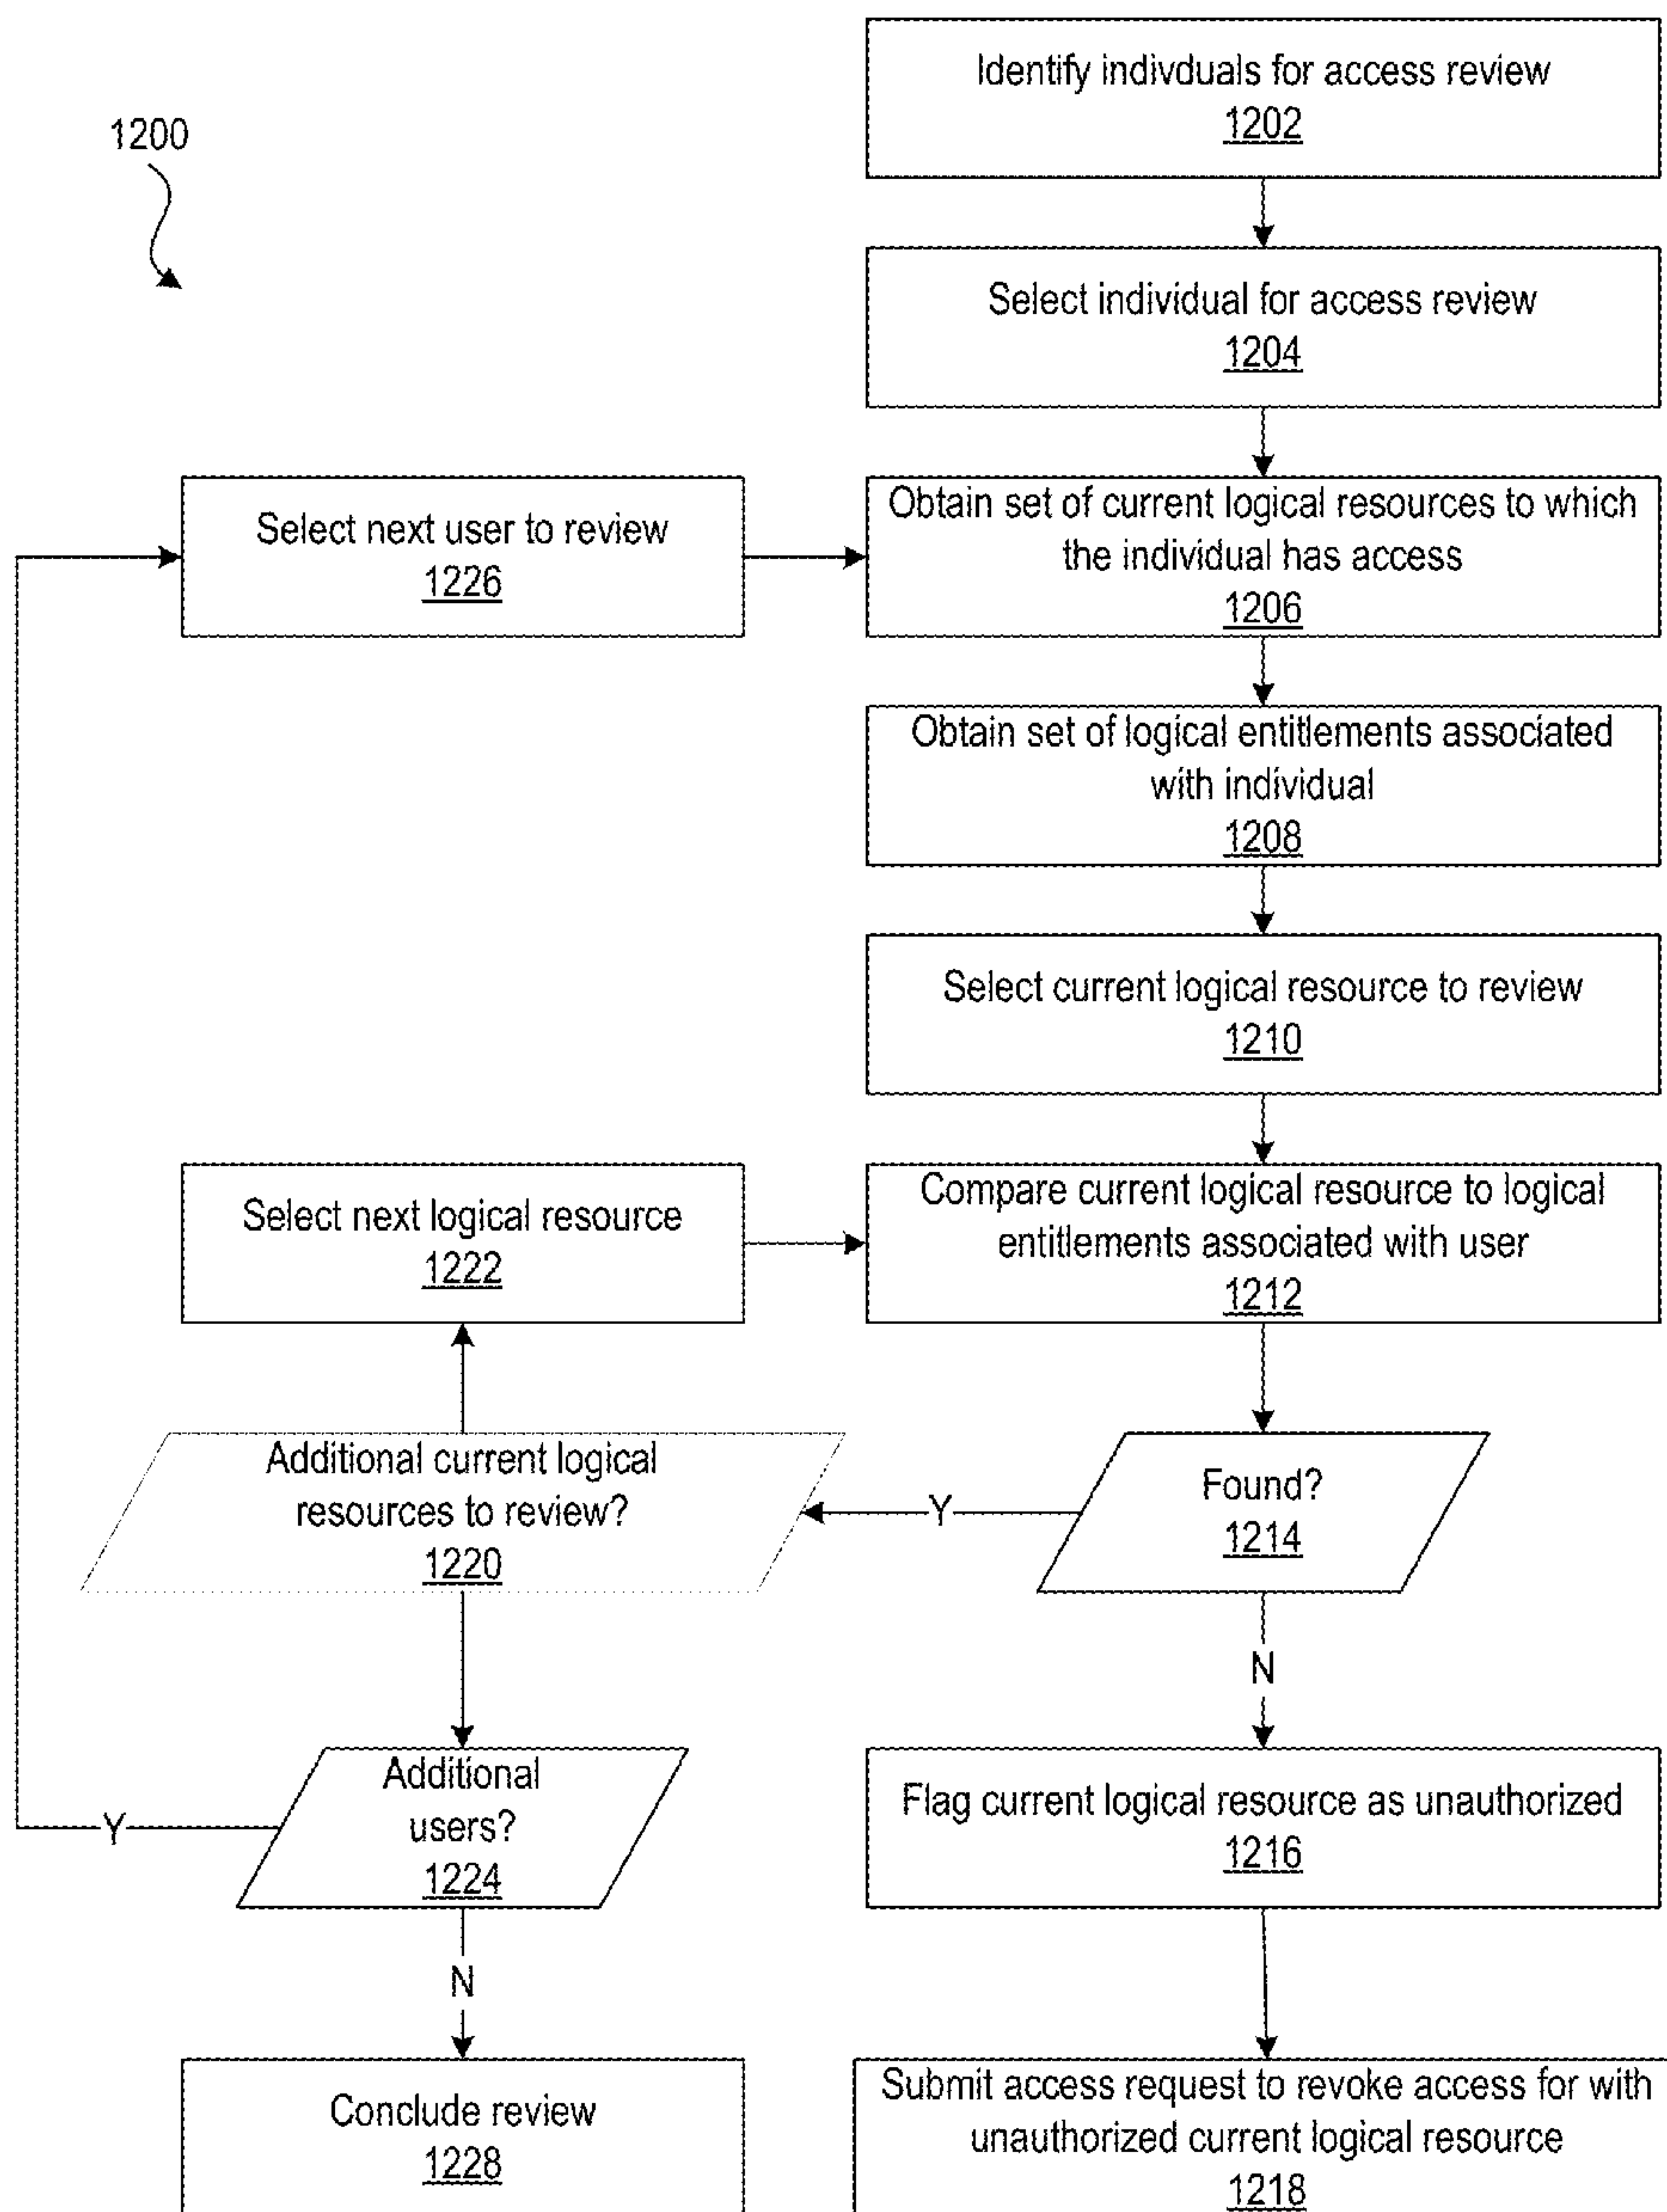 Identify indivduals for access review
1202
1200
Select individual for access review
1204
Select next user to review
1226
Obtain set of current logical resources to which
the individual has access
1206
Obtain set of logical entitlements associated
with individual
1208
Select current logical resource to review
1210
Select next logical resource
1222
Compare current logical resource to logical
entitlements associated with user
1212
Additional current logical
resources to review?
1220
Y
Found?
1214
N
Y
Additional
users?
1224
Flag current logical resource as unauthorized
1216
N
Conclude review
1228
Submit access request to revoke access for with
unauthorized current logical resource
1218